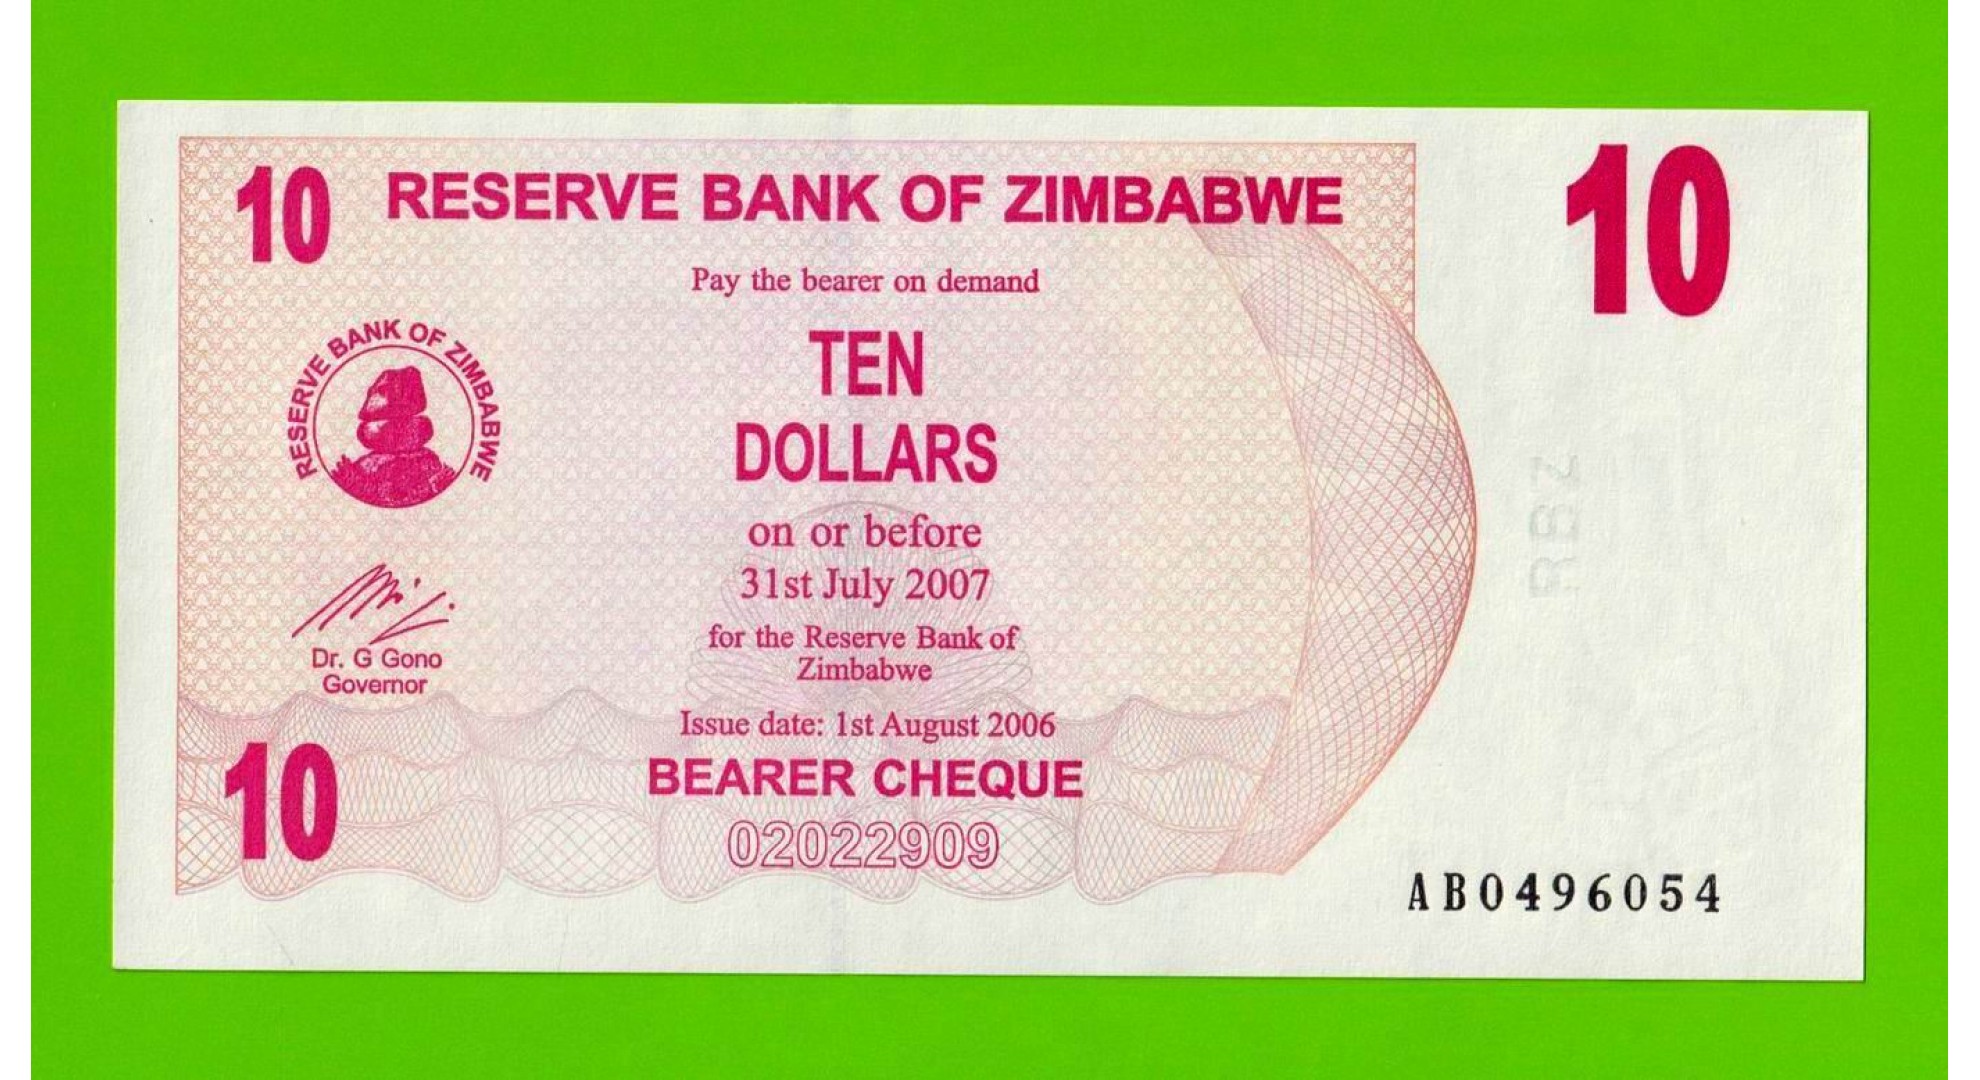 10 RESERVE BANK OF ZIMBABWE 10
Pay the bearer on demand
TEN
DOLLARS
RESERVE BANK OF ZIMBABWE
on or before
31st July 2007
for the Reserve Bank of
Zimbabwe
Dr. G Gono
Governor
Issue date: 1st August 2006
10
BEARER CHEQUE
02022909
RBZ
AB0496054